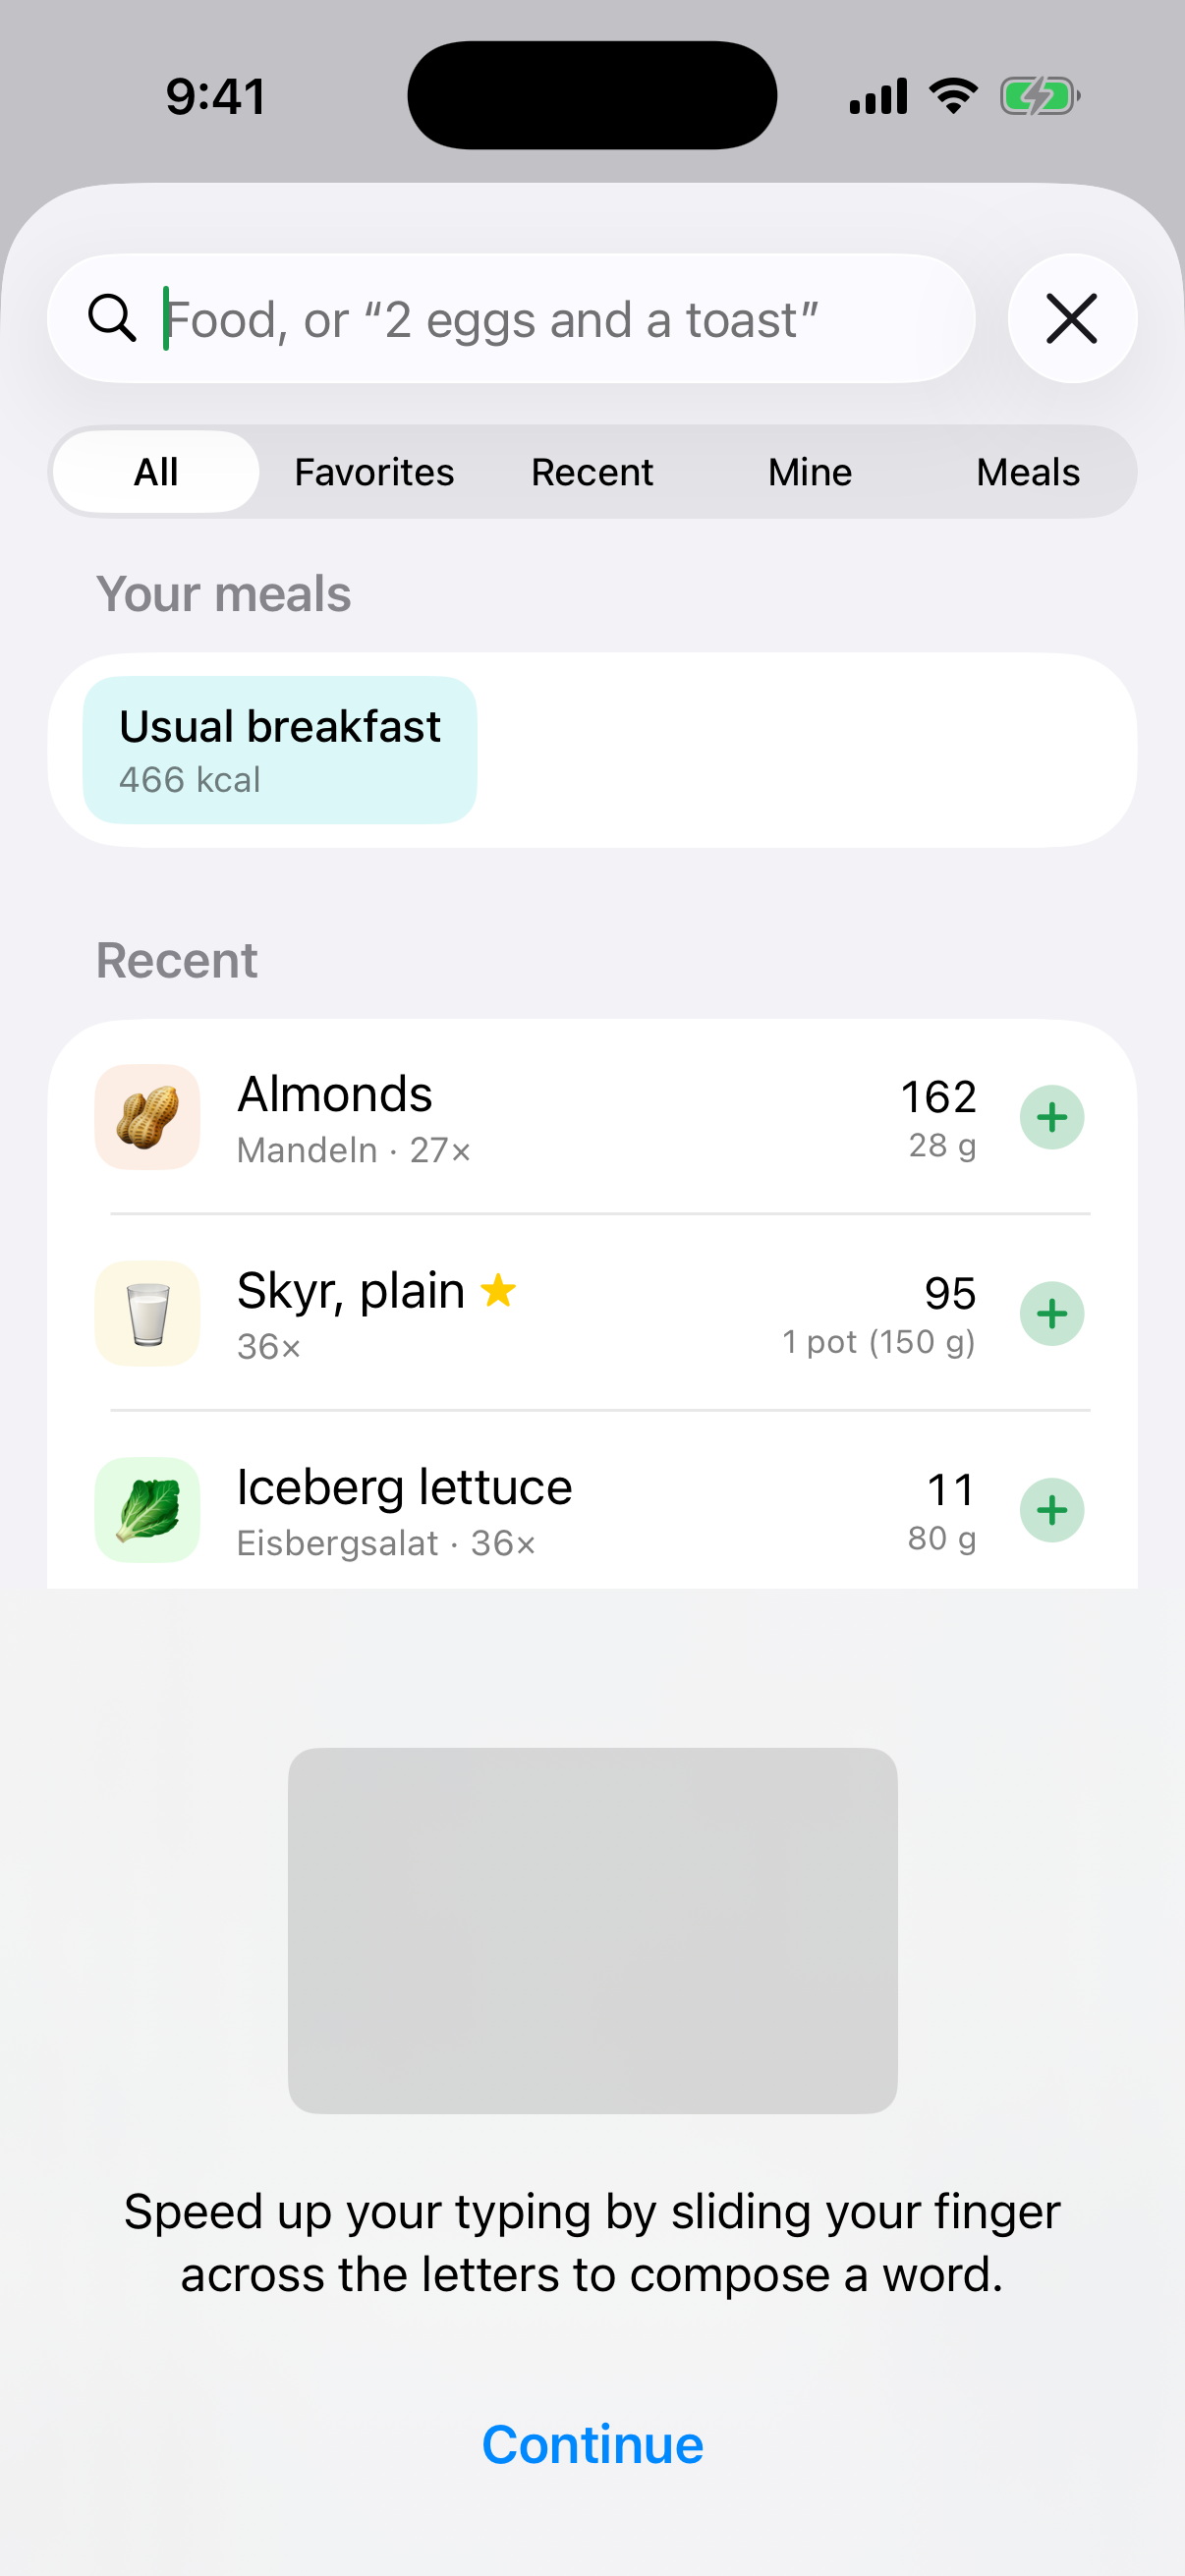 9:41
Food, or “2 eggs and a toast”
All Favorites Recent Mine Meals
Your meals
Usual breakfast
466 kcal
Recent
Almonds 162
Mandeln · 27× 28 g
Skyr, plain 95
36× 1 pot (150 g)
Iceberg lettuce 11
Eisbergsalat · 36× 80 g
Speed up your typing by sliding your finger
across the letters to compose a word.
Continue